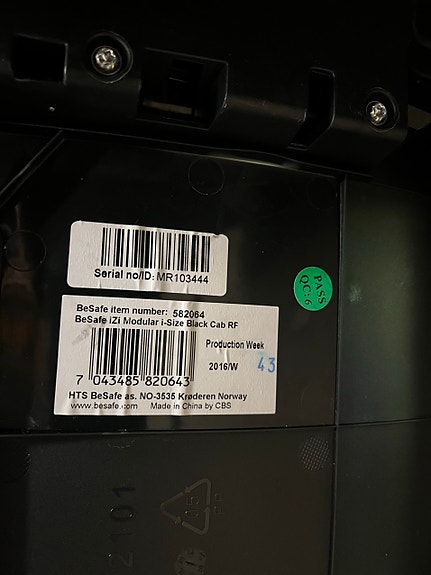 Serial no/ID: MR103444
PASS
QC:6
BeSafe item number: 582064
BeSafe iZi Modular i-Size Black Cab RF
Production Week
2016/W 43
7 043485 820643
HTS BeSafe as. NO-3535 Krøderen Norway
www.besafe.com Made in China by CBS
2101